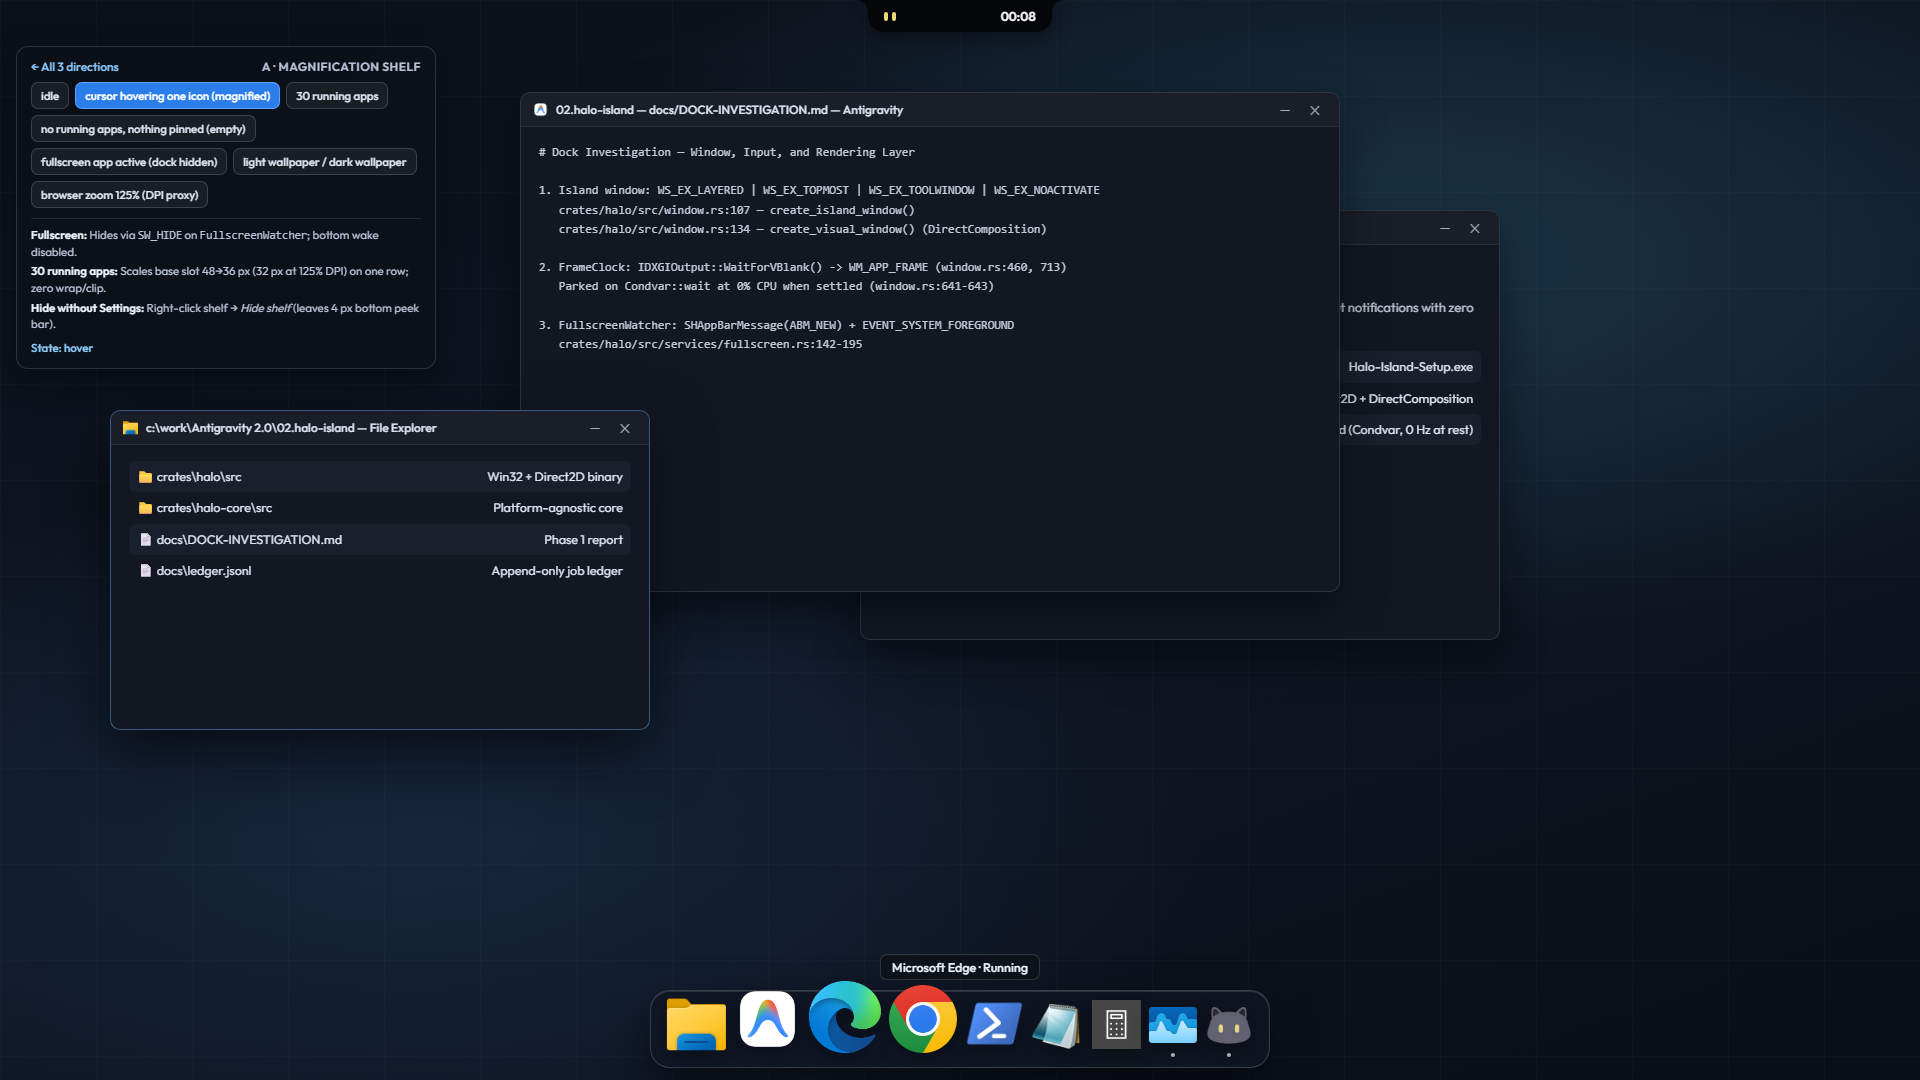 00:08
← All 3 directions
A · MAGNIFICATION SHELF
idle
cursor hovering one icon (magnified)
30 running apps
no running apps, nothing pinned (empty)
fullscreen app active (dock hidden)
light wallpaper / dark wallpaper
browser zoom 125% (DPI proxy)
Fullscreen: Hides via SW_HIDE on FullscreenWatcher; bottom wake
disabled.
30 running apps: Scales base slot 48→36 px (32 px at 125% DPI) on one row;
zero wrap/clip.
Hide without Settings: Right-click shelf → Hide shelf (leaves 4 px bottom peek
bar).
State: hover
02.halo-island — docs/DOCK-INVESTIGATION.md — Antigravity
# Dock Investigation — Window, Input, and Rendering Layer
1. Island window: WS_EX_LAYERED | WS_EX_TOPMOST | WS_EX_TOOLWINDOW | WS_EX_NOACTIVATE
crates/halo/src/window.rs:107 — create_island_window()
crates/halo/src/window.rs:134 — create_visual_window() (DirectComposition)
2. FrameClock: IDXGIOutput::WaitForVBlank() -> WM_APP_FRAME (window.rs:460, 713)
Parked on Condvar::wait at 0% CPU when settled (window.rs:641-643)
3. FullscreenWatcher: SHAppBarMessage(ABM_NEW) + EVENT_SYSTEM_FOREGROUND
crates/halo/src/services/fullscreen.rs:142-195
notifications with zero
Halo-Island-Setup.exe
2D + DirectComposition
d (Condvar, 0 Hz at rest)
c:\work\Antigravity 2.0\02.halo-island — File Explorer
crates\halo\src
Win32 + Direct2D binary
crates\halo-core\src
Platform-agnostic core
docs\DOCK-INVESTIGATION.md
Phase 1 report
docs\ledger.jsonl
Append-only job ledger
Microsoft Edge · Running